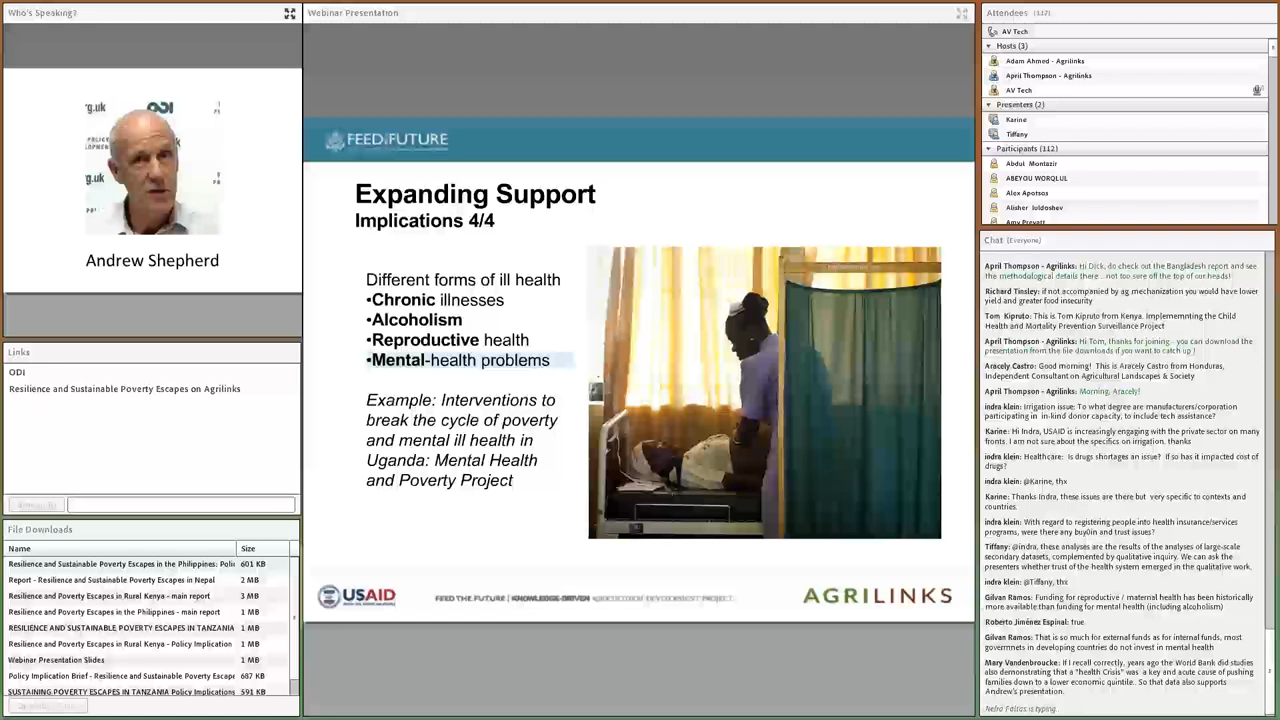 Who's Speaking?
rg.uk
ODI
POLICY
rg.uk
Andrew Shepherd
Links
ODI
Resilience and Sustainable Poverty Escapes on Agrilinks
File Downloads
Name Size
Resilience and Sustainable Poverty Escapes in the Philippines: Polic 601 KB
Report - Resilience and Sustainable Poverty Escapes in Nepal 2 MB
Resilience and Poverty Escapes in Rural Kenya - main report 3 MB
Resilience and Poverty Escapes in the Philippines - main report 1 MB
RESILIENCE AND SUSTAINABLE POVERTY ESCAPES IN TANZANIA 1 MB
Resilience and Poverty Escapes in Rural Kenya - Policy Implication 1 MB
Webinar Presentation Slides 1 MB
Policy Implication Brief - Resilience and Sustainable Poverty Escape 687 KB
SUSTAINING POVERTY ESCAPES IN TANZANIA Policy Implications 591 KB
Webinar Presentation
FEED THE FUTURE
Expanding Support
Implications 4/4
Different forms of ill health
•Chronic illnesses
•Alcoholism
•Reproductive health
•Mental-health problems
Example: Interventions to
break the cycle of poverty
and mental ill health in
Uganda: Mental Health
and Poverty Project
USAID
FEED THE FUTURE | KNOWLEDGE-DRIVEN
AGRILINKS
Attendees (117)
AV Tech
Hosts (3)
Adam Ahmed - Agrilinks
April Thompson - Agrilinks
AV Tech
Presenters (2)
Karine
Tiffany
Participants (112)
Abdul Montazir
ABEYOU WORQLUL
Alex Apotsos
Alisher Juldoshev
Amy Prevatt
Chat (Everyone)
April Thompson - Agrilinks: Hi Dick, do check out the Bangladesh report and see
the methodological details there... not too sure off the top of our heads!
Richard Tinsley: if not accompanied by ag mechanization you would have lower
yield and greater food insecurity
Tom Kipruto: This is Tom Kipruto from Kenya. Implememnting the Child
Health and Mortality Prevention Surveillance Project
April Thompson - Agrilinks: Hi Tom, thanks for joining - you can download the
presentation from the file downloads if you want to catch up !
Aracely Castro: Good morning! This is Aracely Castro from Honduras,
Independent Consultant on Agricultural Landscapes & Society
April Thompson - Agrilinks: Morning, Aracely!
indra klein: Irrigation issue: To what degree are manufacturers/corporation
participating in in-kind donor capacity, to include tech assistance?
Karine: Hi Indra, USAID is increasingly engaging with the private sector on many
fronts. I am not sure about the specifics on irrigation. thanks
indra klein: Healthcare: Is drugs shortages an issue? If so has it impacted cost of
drugs?
indra klein: @Karine, thx
Karine: Thanks Indra, these issues are there but very specific to contexts and
countries.
indra klein: With regard to registering people into health insurance/services
programs, were there any buy0in and trust issues?
Tiffany: @indra, these analyses are the results of the analyses of large-scale
secondary datasets, complemented by qualitative inquiry. We can ask the
presenters whether trust of the health system emerged in the qualitative work.
indra klein: @Tiffany, thx
Gilvan Ramos: Funding for reproductive / maternal health has been historically
more available than funding for mental health (including alcoholism)
Roberto Jiménez Espinal: true
Gilvan Ramos: That is so much for external funds as for internal funds, most
governmets in developing countries do not invest in mental health
Mary Vandenbroucke: If I recall correctly, years ago the World Bank did studies
also demonstrating that a "health Crisis" was a key and acute cause of pushing
families down to a lower economic quintile. So that data also supports
Andrew's presentation.
Nefra Faltas is typing.